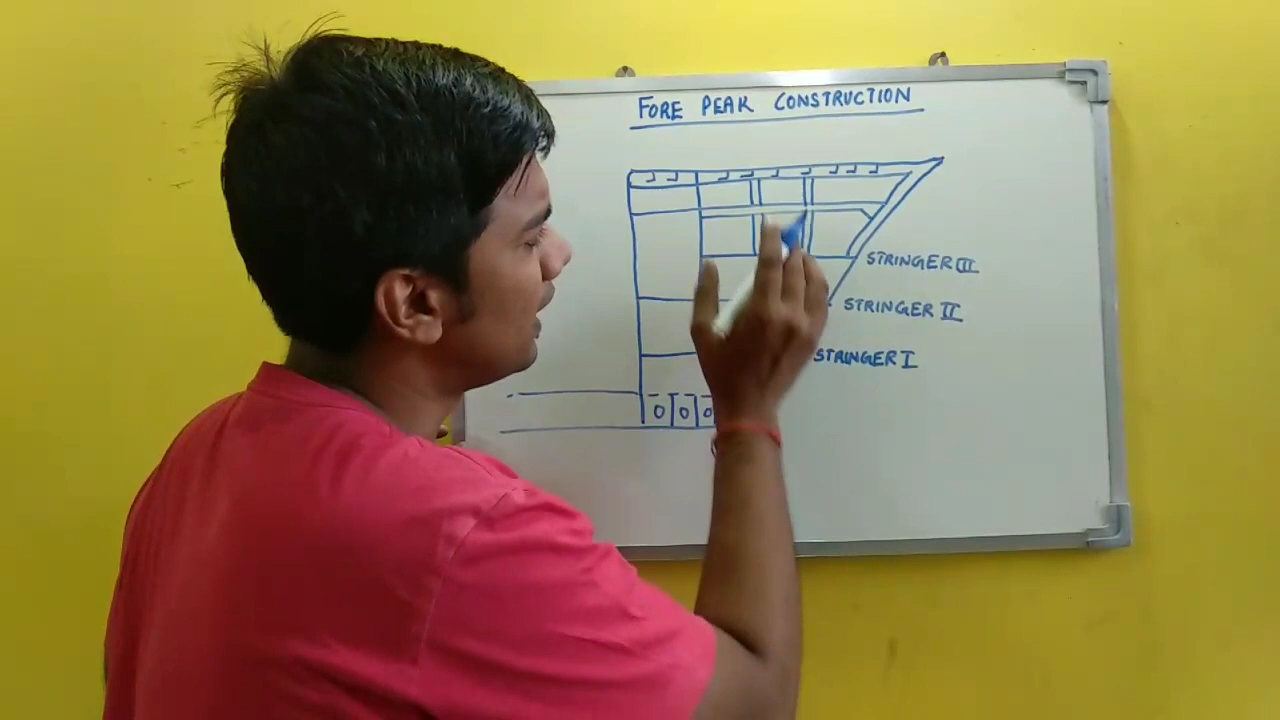 FORE PEAK CONSTRUCTION
STRINGER III
STRINGER II
STRINGER I